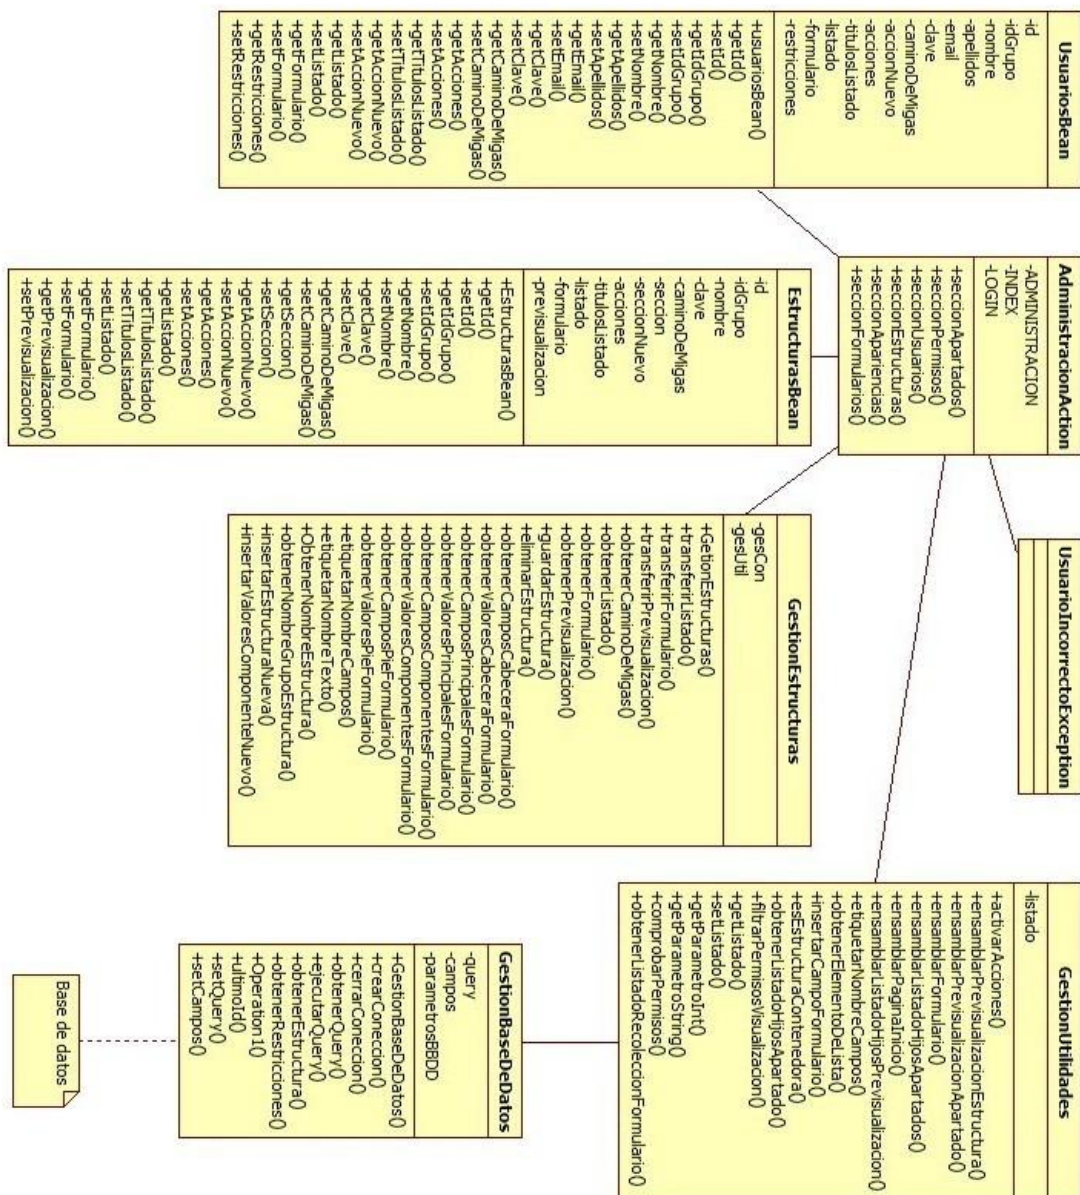 UsuariosBean
-id
-idGrupo
-nombre
-apellidos
-email
-clave
-caminoDeMigas
-accionNuevo
-acciones
-titulosListado
-listado
-formulario
-restricciones
+usuariosBean()
+getId()
+setId()
+getIdGrupo()
+setIdGrupo()
+getNombre()
+setNombre()
+getApellidos()
+setApellidos()
+getEmail()
+setEmail()
+getClave()
+setClave()
+getCaminoDeMigas()
+setCaminoDeMigas()
+getAcciones()
+setAcciones()
+getTitulosListado()
+setTitulosListado()
+getAccionNuevo()
+setAccionNuevo()
+getListado()
+setListado()
+getFormulario()
+setFormulario()
+getRestricciones()
+setRestricciones()
AdministracionAction
-ADMINISTRACION
-INDEX
-LOGIN
+seccionApartados()
+seccionPermisos()
+seccionUsuarios()
+seccionEstructuras()
+seccionApariencias()
+seccionFormularios()
EstructurasBean
-id
-idGrupo
-nombre
-clave
-caminoDeMigas
-seccion
-seccionNuevo
-acciones
-titulosListado
-listado
-formulario
-previsualizacion
+EstructurasBean()
+getId()
+setId()
+getIdGrupo()
+setIdGrupo()
+getNombre()
+setNombre()
+getClave()
+setClave()
+getCaminoDeMigas()
+setCaminoDeMigas()
+getSeccion()
+setSeccion()
+getAccionNuevo()
+setAccionNuevo()
+getAcciones()
+setAcciones()
+getListado()
+getTitulosListado()
+setTitulosListado()
+setListado()
+getFormulario()
+setFormulario()
+getPrevisualizacion()
+setPrevisualizacion()
UsuarioIncorrectoException
GestionEstructuras
-gesCon
-gesUtil
+GetionEstructuras()
+transferirListado()
+transferirFormulario()
+transferirPrevisualizacion()
+obtenerCaminoDeMigas()
+obtenerListado()
+obtenerFormulario()
+obtenerPrevisualizacion()
+guardarEstructura()
+eliminarEstructura()
+obtenerCamposCabeceraFormulario()
+obtenerValoresCabeceraFormulario()
+obtenerCamposPrincipalesFormulario()
+obtenerValoresPrincipalesFormulario()
+obtenerCamposComponentesFormulario()
+obtenerValoresComponentesFormulario()
+obtenerCamposPieFormulario()
+obtenerValoresPieFormulario()
+etiquetarNombreCampos()
+etiquetarNombreTexto()
+ObtenerNombreEstructura()
+obtenerNombreGrupoEstructura()
+insertarEstructuraNueva()
+insertarValoresComponenteNuevo()
GestionUtilidades
-listado
+activarAcciones()
+ensamblarPrevisualizacionEstructura()
+ensamblarPrevisualizacionApartado()
+ensamblarFormulario()
+ensamblarListadoHijosApartados()
+ensamblarPaginaInicio()
+ensamblarListadoHijosPrevisualizacion()
+etiquetarNombreCampos()
+obtenerElementoDeLista()
+insertarCampoFormulario()
+esEstructuraContenedora()
+obtenerListadoHijosApartado()
+filtrarPermisosVisualizacion()
+getListado()
+setListado()
+getParametroInt()
+getParametroString()
+comprobarPermisos()
+obtenerListadoRecoleccionFormulario()
GestionBaseDeDatos
-query
-campos
-parametrosBBDD
+GestionBaseDeDatos()
+crearConeccion()
+cerrarConeccion()
+obtenerQuery()
+ejecutarQuery()
+obtenerEstructura()
+obtenerRestricciones()
+Operation1()
+ultimoId()
+setQuery()
+setCampos()
Base de datos